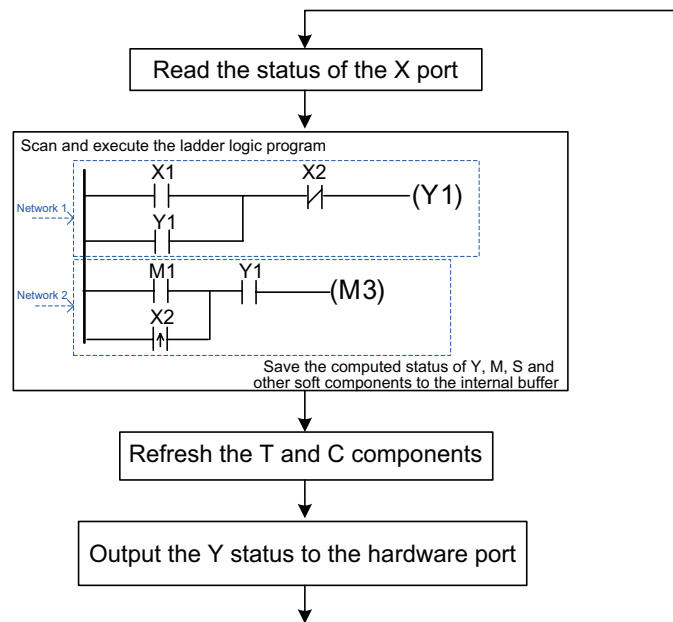 Read the status of the X port
Scan and execute the ladder logic program
X1
X2
Network 1
(Y1)
Y1
M1
Y1
Network 2
(M3)
X2
Save the computed status of Y, M, S and
other soft components to the internal buffer
Refresh the T and C components
Output the Y status to the hardware port